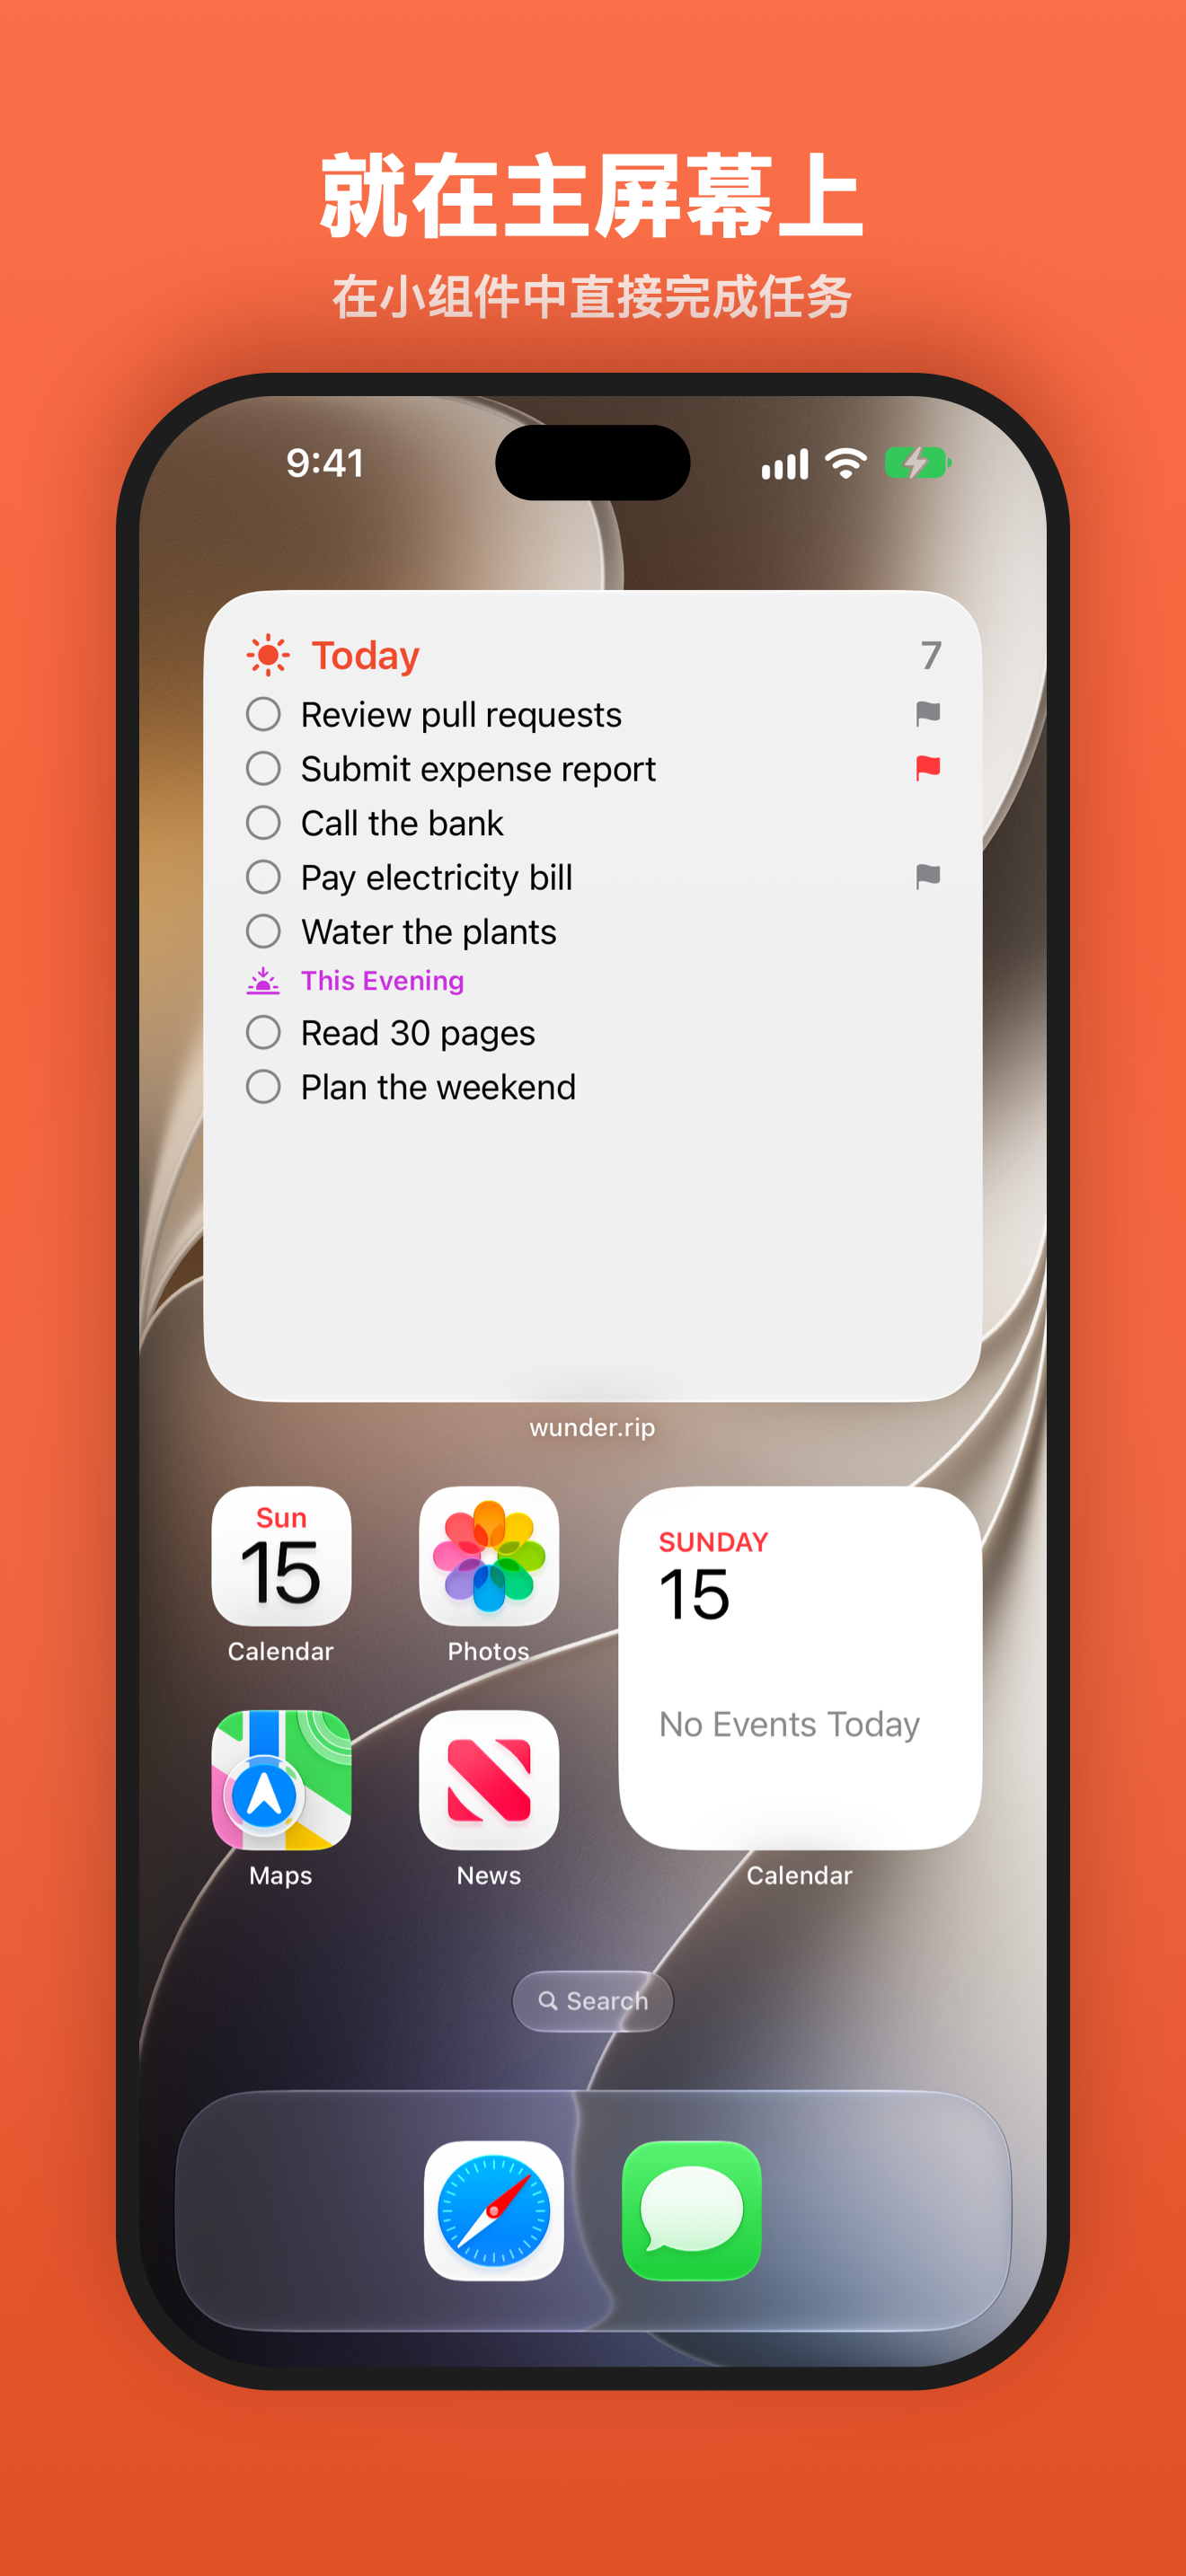 就在主屏幕上
在小组件中直接完成任务
9:41
Today 7
Review pull requests
Submit expense report
Call the bank
Pay electricity bill
Water the plants
This Evening
Read 30 pages
Plan the weekend
wunder.rip
Sun
15
Calendar
Photos
SUNDAY
15
No Events Today
Maps
News
Calendar
Search